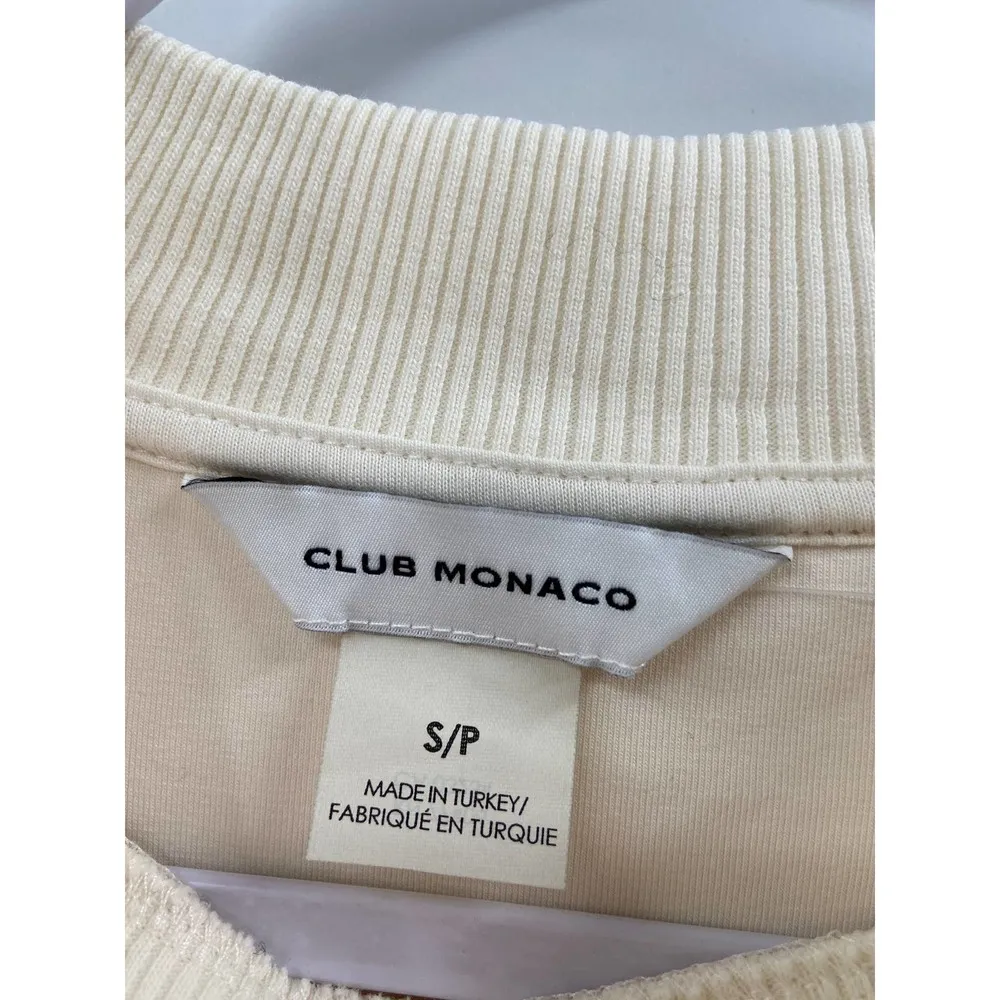 CLUB MONACO
S/P
MADE IN TURKEY/
FABRIQUÉ EN TURQUIE